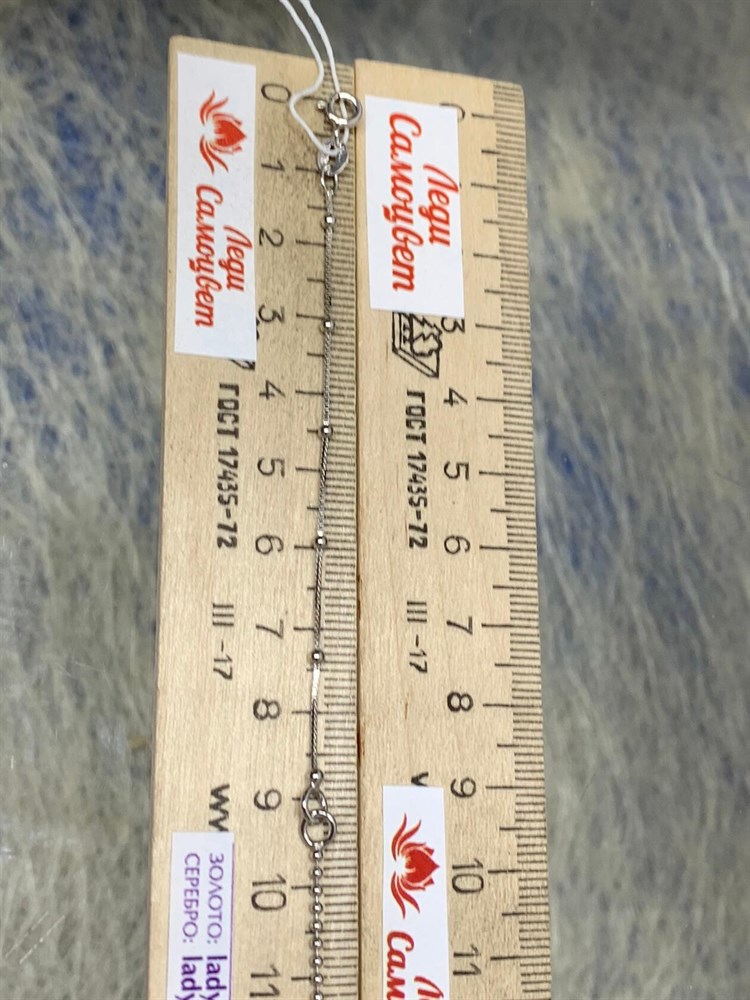 Леди
Самоцвет
0 1 2 3 4 5 6 7 8 9 10 11
ГОСТ 17435-72 III -17
ЗОЛОТО: lady
СЕРЕБРО: lady
Леди
Самоцвет
3 4 5 6 7 8 9 10 11
ГОСТ 17435-72 III -17